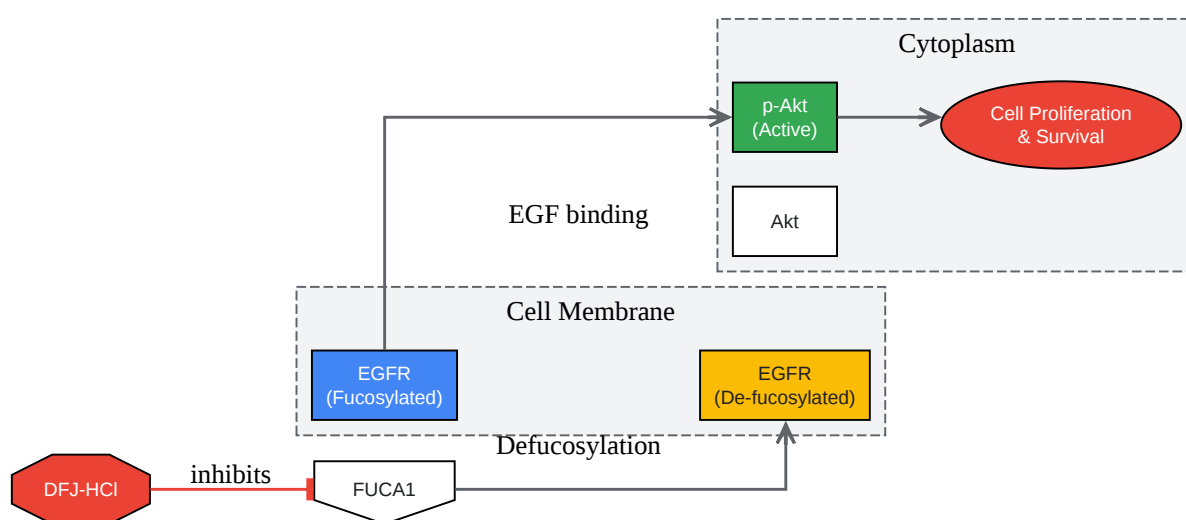 Cytoplasm
p-Akt
(Active)
Cell Proliferation
& Survival
EGF binding
Akt
Cell Membrane
EGFR
(Fucosylated)
EGFR
(De-fucosylated)
Defucosylation
DFJ-HCl
inhibits
FUCA1